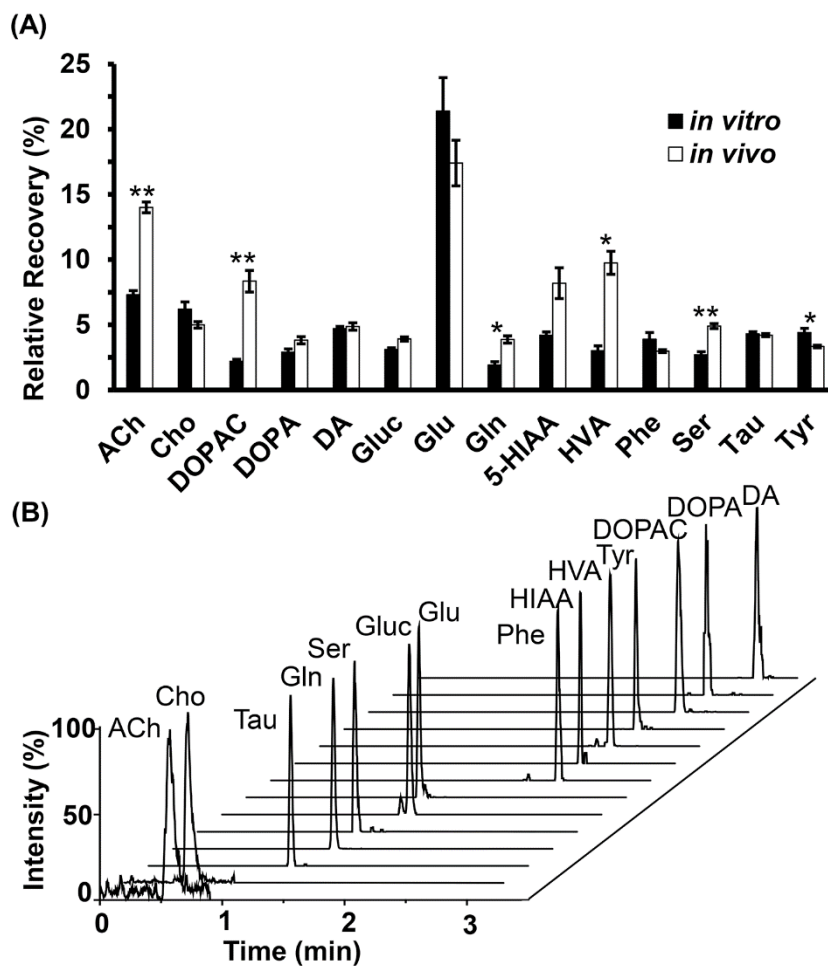 (A)
25
20
15
10
5
0
Relative Recovery (%)
in vitro
in vivo
**
**
*
*
**
*
ACh
Cho
DOPAC
DOPA
DA
Gluc
Glu
Gln
5-HIAA
HVA
Phe
Ser
Tau
Tyr
(B)
DA
DOPA
DOPAC
Tyr
HVA
HIAA
Phe
Glu
Gluc
Ser
Gln
Tau
Cho
ACh
100
50
0
Intensity (%)
0
1
2
3
Time (min)